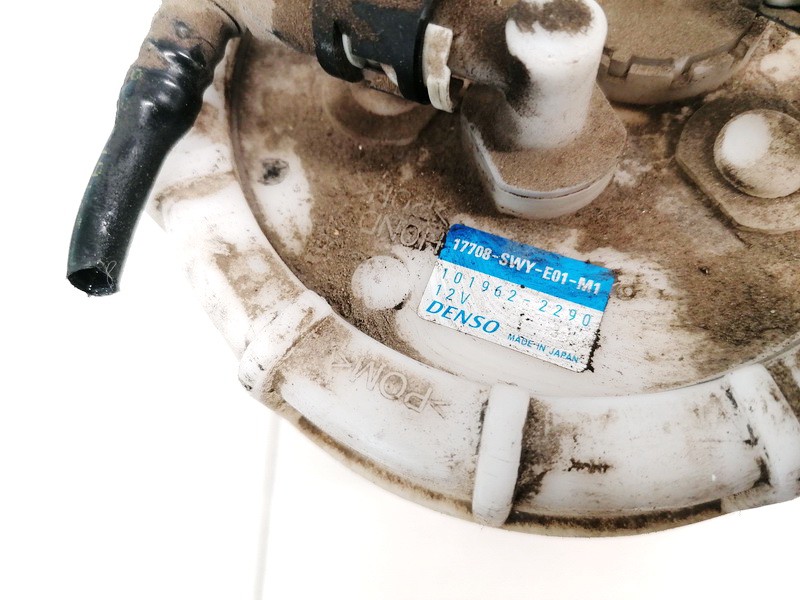 17708-SWY-E01-M1
101962-2290
12V
DENSO
MADE IN JAPAN
>POM<